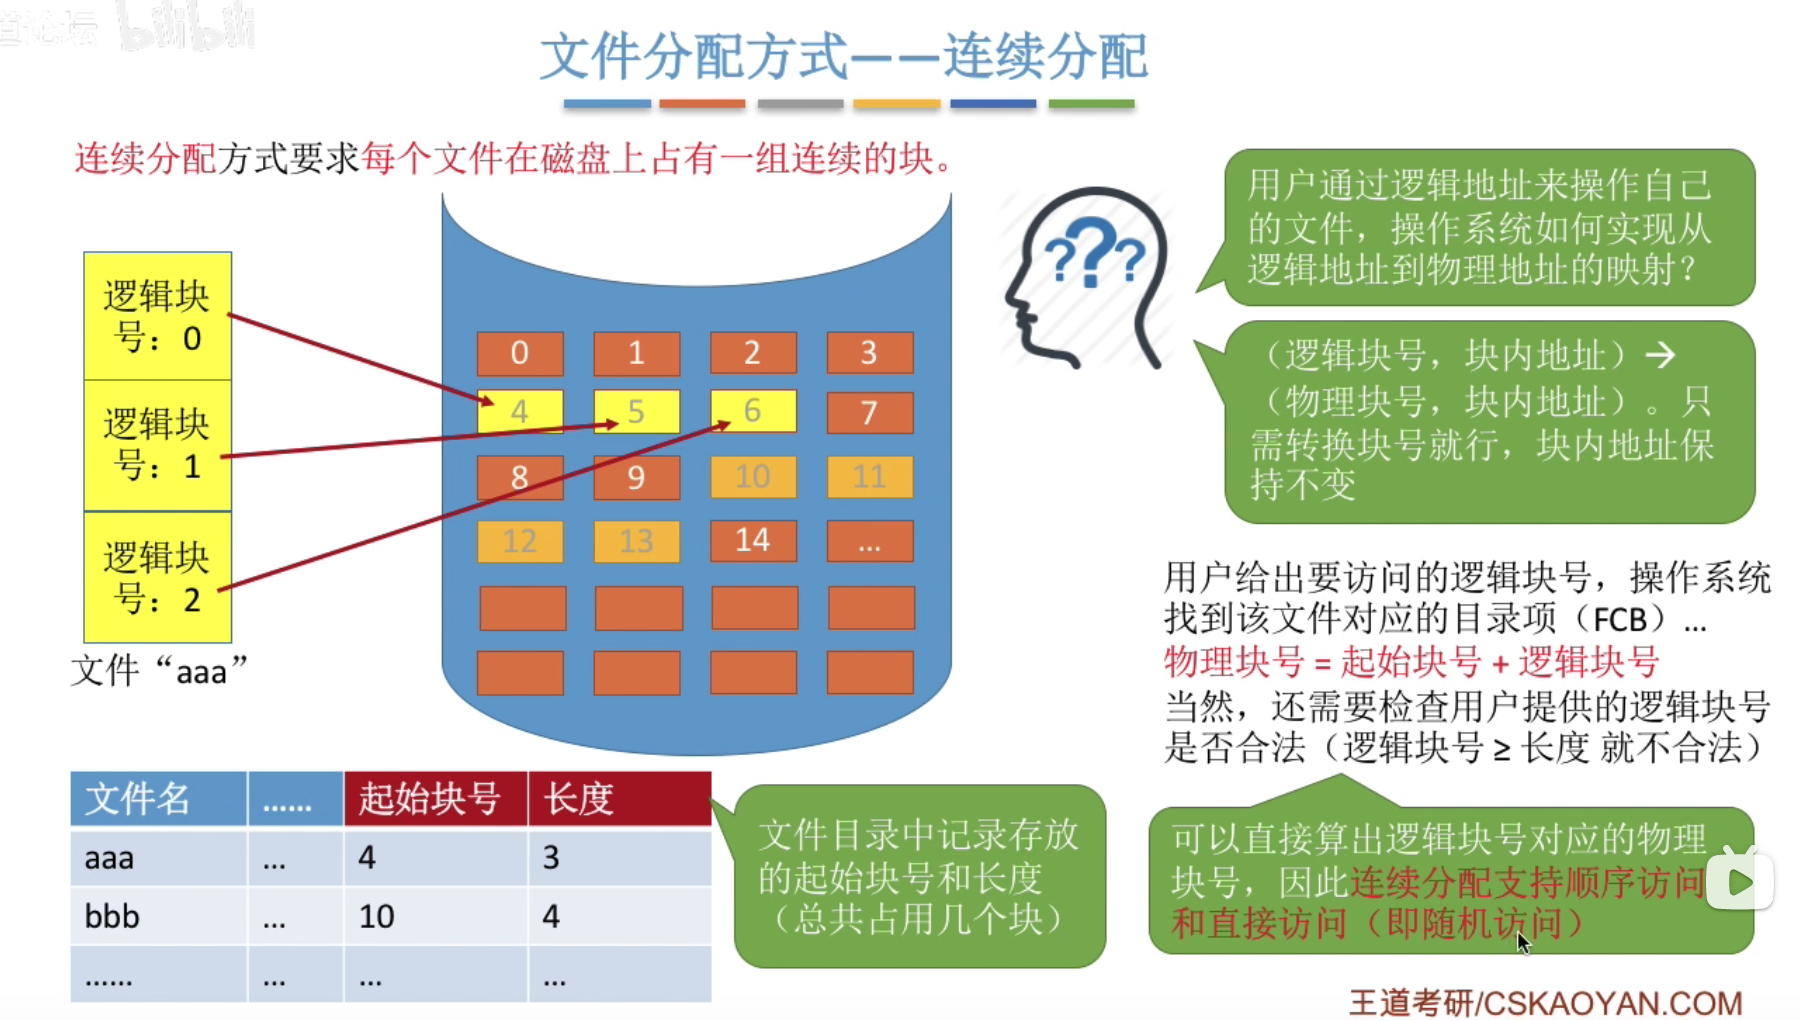 道论坛 bilibili
文件分配方式——连续分配
连续分配方式要求每个文件在磁盘上占有一组连续的块。
逻辑块
号：0
逻辑块
号：1
逻辑块
号：2
文件“aaa”
0 1 2 3
4 5 6 7
8 9 10 11
12 13 14 ...
? ? ?
用户通过逻辑地址来操作自己
的文件，操作系统如何实现从
逻辑地址到物理地址的映射？
（逻辑块号，块内地址）→
（物理块号，块内地址）。只
需转换块号就行，块内地址保
持不变
用户给出要访问的逻辑块号，操作系统
找到该文件对应的目录项（FCB）...
物理块号 = 起始块号 + 逻辑块号
当然，还需要检查用户提供的逻辑块号
是否合法（逻辑块号 ≥ 长度 就不合法）
文件名 …… 起始块号 长度
aaa ... 4 3
bbb ... 10 4
…… ... ... ...
文件目录中记录存放
的起始块号和长度
（总共占用几个块）
可以直接算出逻辑块号对应的物理
块号，因此连续分配支持顺序访问
和直接访问（即随机访问）
王道考研/CSKAOYAN.COM